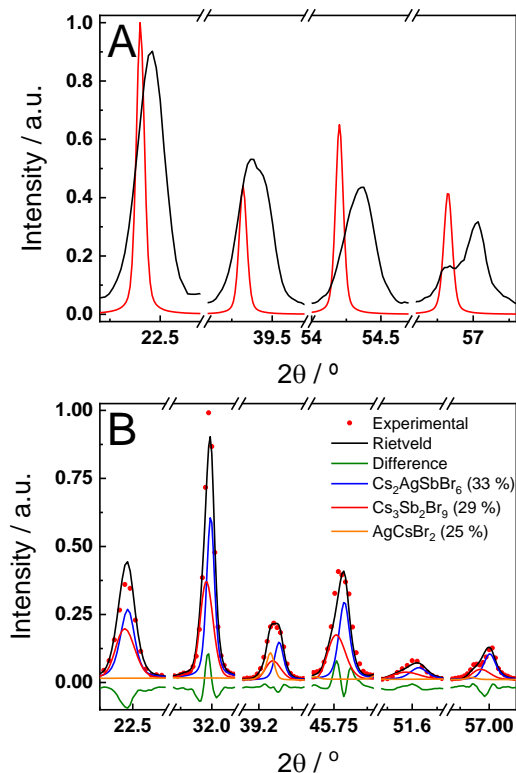 A
Intensity / a.u.
1.0
0.8
0.6
0.4
0.2
0.0
22.5
39.5
54
54.5
57
2θ / º
B
Intensity / a.u.
1.00
0.75
0.50
0.25
0.00
Experimental
Rietveld
Difference
Cs₂AgSbBr₆ (33 %)
Cs₃Sb₂Br₉ (29 %)
AgCsBr₂ (25 %)
22.5
32.0
39.2
45.75
51.6
57.00
2θ / º